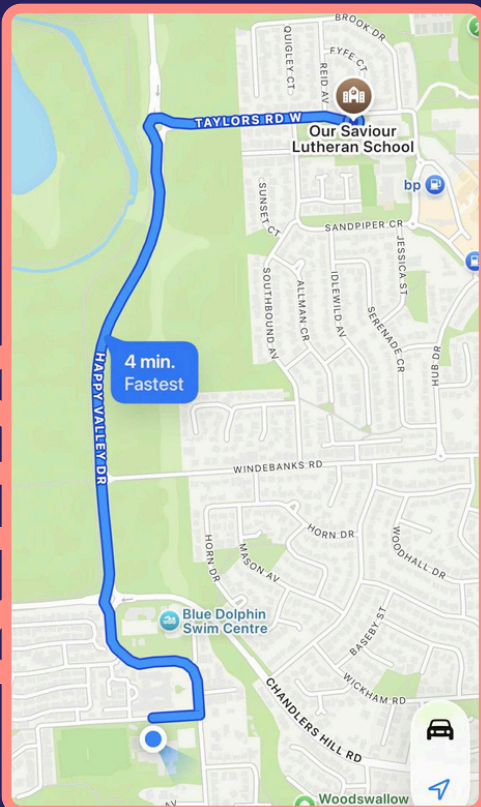 BROOK DR
QUIGLEY CT
FYFE CT
REID AV
TAYLORS RD W
Our Saviour
Lutheran School
bp
SUNSET CT
SANDPIPER CR
JESSICA ST
SOUTHBOUND AV
ALLMAN CR
IDLEWILD AV
SERENADE CR
HUB DR
4 min.
Fastest
HAPPY VALLEY DR
WINDEBANKS RD
HORN DR
WOODHALL DR
HORN DR
MASON AV
BASEBY ST
Blue Dolphin
Swim Centre
WICKHAM RD
CHANDLERS HILL RD
Woodswallow
AV